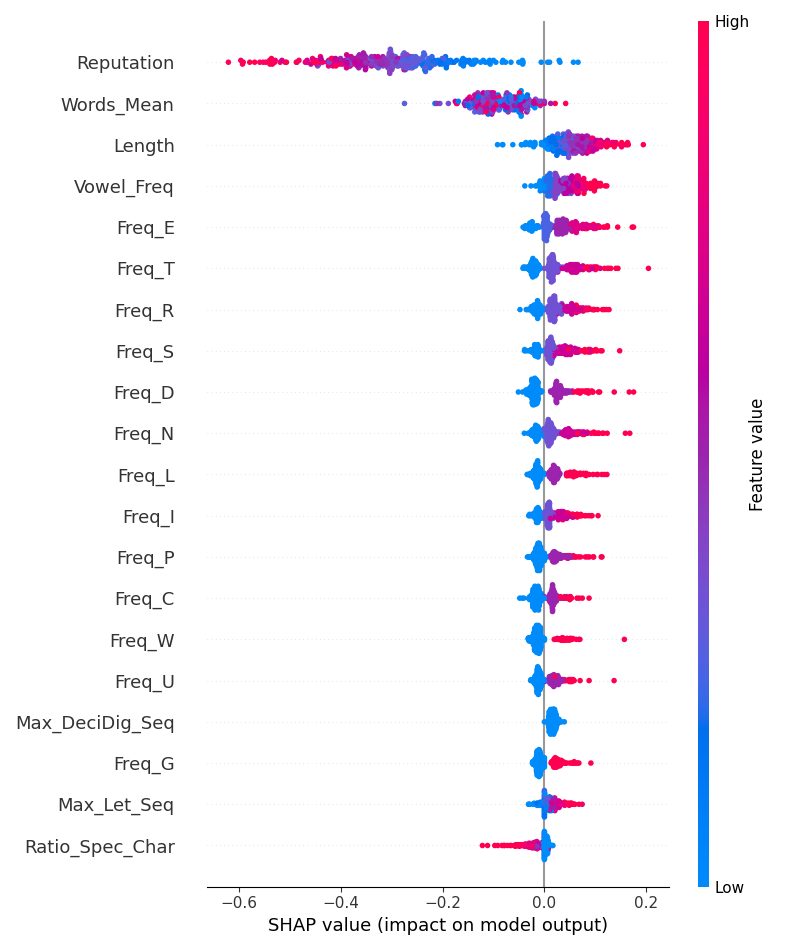 High
Reputation
Words_Mean
Length
Vowel_Freq
Freq_E
Freq_T
Freq_R
Freq_S
Freq_D
Freq_N
Freq_L
Freq_I
Freq_P
Freq_C
Freq_W
Freq_U
Max_DeciDig_Seq
Freq_G
Max_Let_Seq
Ratio_Spec_Char
Feature value
Low
−0.6 −0.4 −0.2 0.0 0.2
SHAP value (impact on model output)